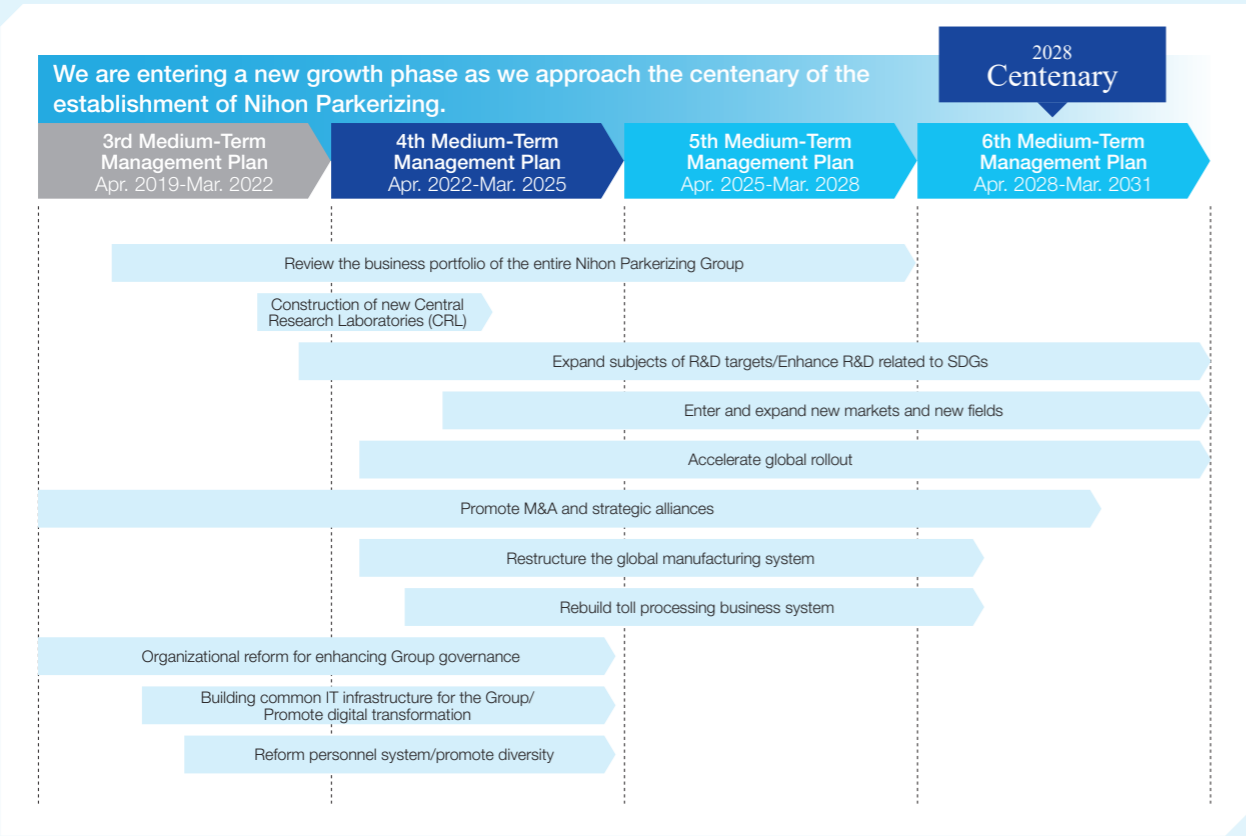 We are entering a new growth phase as we approach the centenary of the
establishment of Nihon Parkerizing.
2028
Centenary
3rd Medium-Term
Management Plan
Apr. 2019-Mar. 2022
4th Medium-Term
Management Plan
Apr. 2022-Mar. 2025
5th Medium-Term
Management Plan
Apr. 2025-Mar. 2028
6th Medium-Term
Management Plan
Apr. 2028-Mar. 2031
Review the business portfolio of the entire Nihon Parkerizing Group
Construction of new Central
Research Laboratories (CRL)
Expand subjects of R&D targets/Enhance R&D related to SDGs
Enter and expand new markets and new fields
Accelerate global rollout
Promote M&A and strategic alliances
Restructure the global manufacturing system
Rebuild toll processing business system
Organizational reform for enhancing Group governance
Building common IT infrastructure for the Group/
Promote digital transformation
Reform personnel system/promote diversity